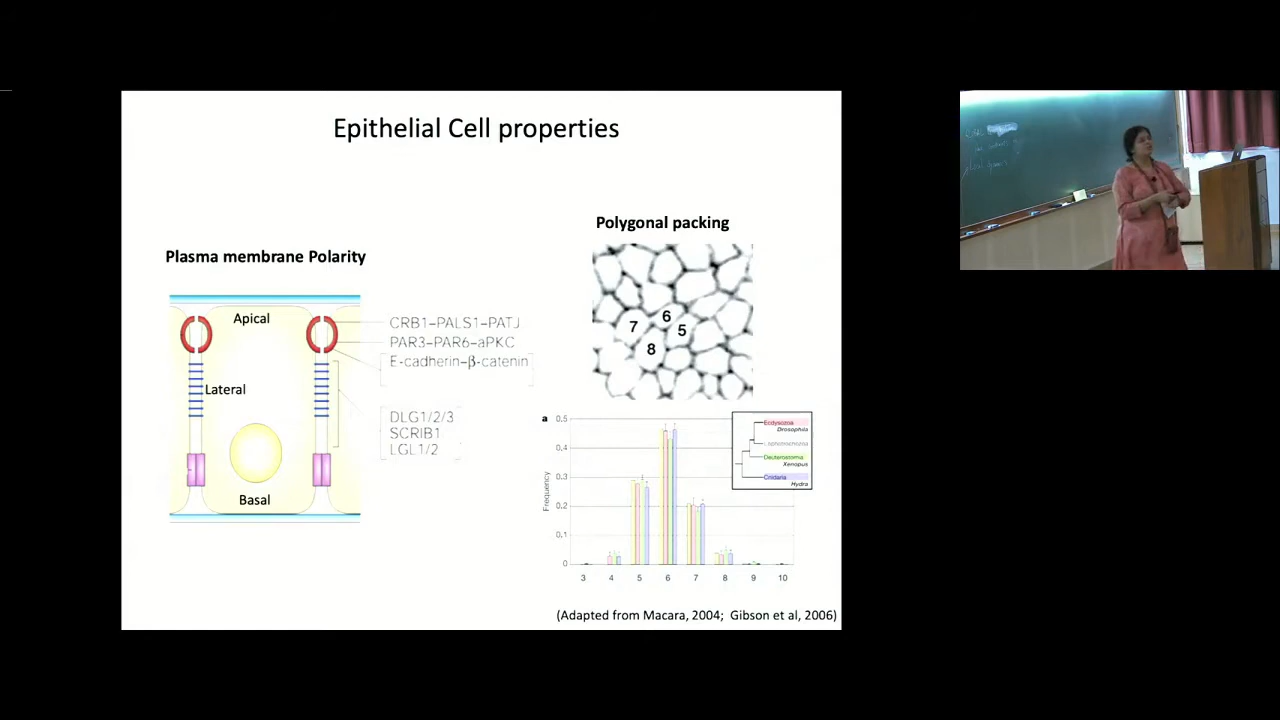 Epithelial Cell properties
Plasma membrane Polarity
Apical
Lateral
Basal
CRB1–PALS1–PATJ
PAR3–PAR6–aPKC
E-cadherin–β-catenin
DLG1/2/3
SCRIB1
LGL1/2
Polygonal packing
7
6
5
8
a
Frequency
0.5
0.4
0.3
0.2
0.1
0
3 4 5 6 7 8 9 10
Ecdysozoa
Drosophila
Deuterostomia
Xenopus
Cnidaria
Hydra
(Adapted from Macara, 2004; Gibson et al, 2006)